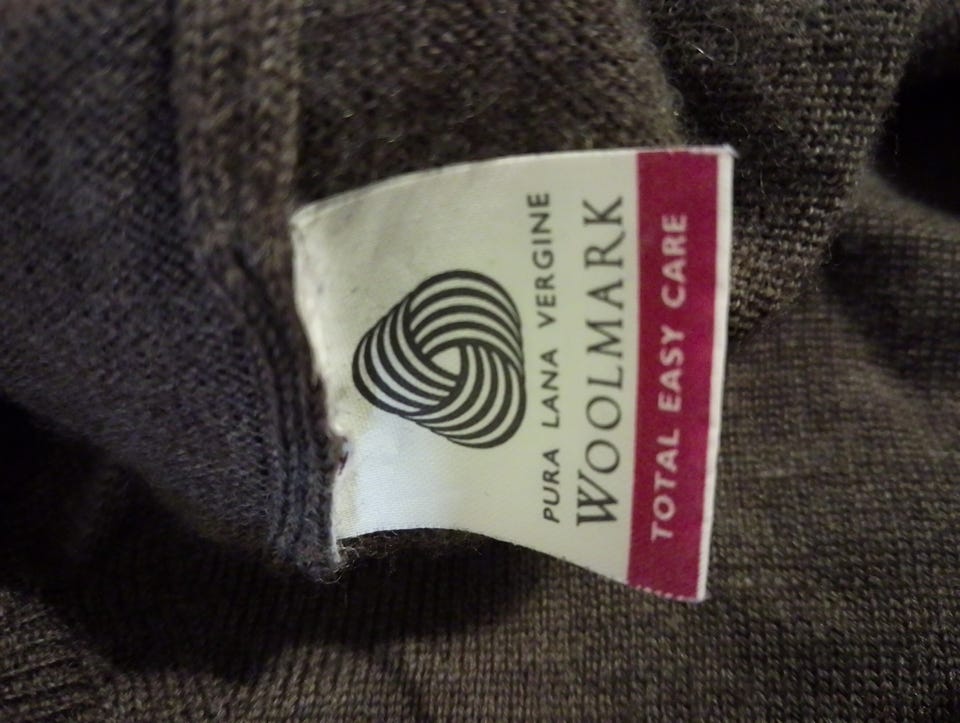 PURA LANA VERGINE
WOOLMARK
TOTAL EASY CARE